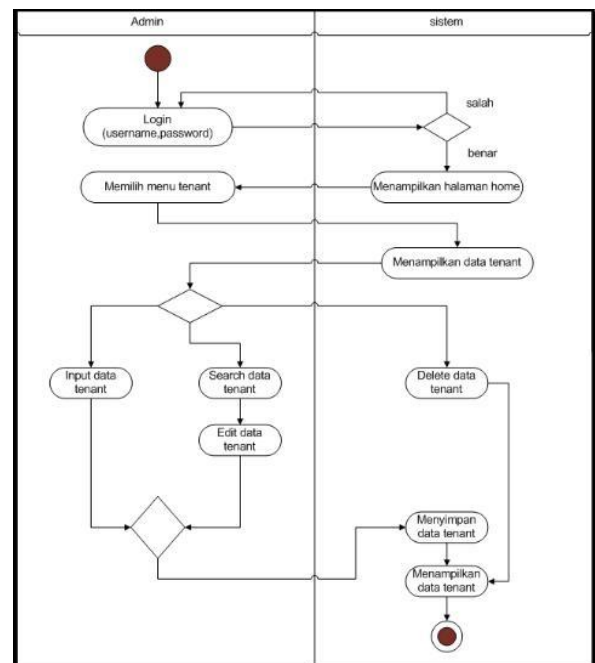 Admin
sistem
salah
Login
(username,password)
benar
Memilih menu tenant
Menampilkan halaman home
Menampilkan data tenant
Input data
tenant
Search data
tenant
Delete data
tenant
Edit data
tenant
Menyimpan
data tenant
Menampilkan
data tenant